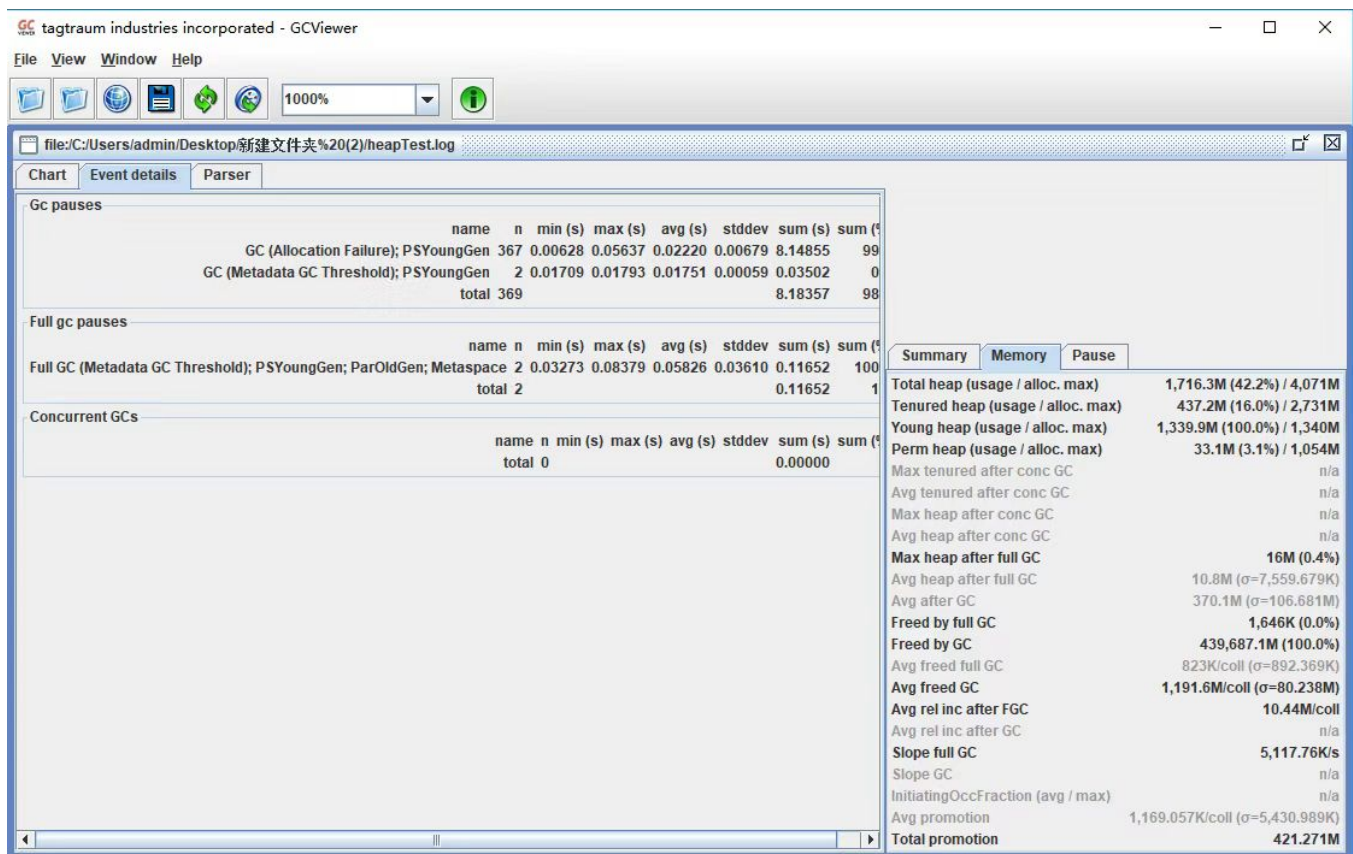 GC VIEWER tagtraum industries incorporated - GCViewer
File View Window Help
1000%
file:/C:/Users/admin/Desktop/新建文件夹%20(2)/heapTest.log
Chart Event details Parser
Gc pauses
name n min (s) max (s) avg (s) stddev sum (s) sum (%
GC (Allocation Failure); PSYoungGen 367 0.00628 0.05637 0.02220 0.00679 8.14855 99
GC (Metadata GC Threshold); PSYoungGen 2 0.01709 0.01793 0.01751 0.00059 0.03502 0
total 369 8.18357 98
Full gc pauses
name n min (s) max (s) avg (s) stddev sum (s) sum (%
Full GC (Metadata GC Threshold); PSYoungGen; ParOldGen; Metaspace 2 0.03273 0.08379 0.05826 0.03610 0.11652 100
total 2 0.11652 1
Concurrent GCs
name n min (s) max (s) avg (s) stddev sum (s) sum (%
total 0 0.00000
Summary Memory Pause
Total heap (usage / alloc. max) 1,716.3M (42.2%) / 4,071M
Tenured heap (usage / alloc. max) 437.2M (16.0%) / 2,731M
Young heap (usage / alloc. max) 1,339.9M (100.0%) / 1,340M
Perm heap (usage / alloc. max) 33.1M (3.1%) / 1,054M
Max tenured after conc GC n/a
Avg tenured after conc GC n/a
Max heap after conc GC n/a
Avg heap after conc GC n/a
Max heap after full GC 16M (0.4%)
Avg heap after full GC 10.8M (σ=7,559.679K)
Avg after GC 370.1M (σ=106.681M)
Freed by full GC 1,646K (0.0%)
Freed by GC 439,687.1M (100.0%)
Avg freed full GC 823K/coll (σ=892.369K)
Avg freed GC 1,191.6M/coll (σ=80.238M)
Avg rel inc after FGC 10.44M/coll
Avg rel inc after GC n/a
Slope full GC 5,117.76K/s
Slope GC n/a
InitiatingOccFraction (avg / max) n/a
Avg promotion 1,169.057K/coll (σ=5,430.989K)
Total promotion 421.271M